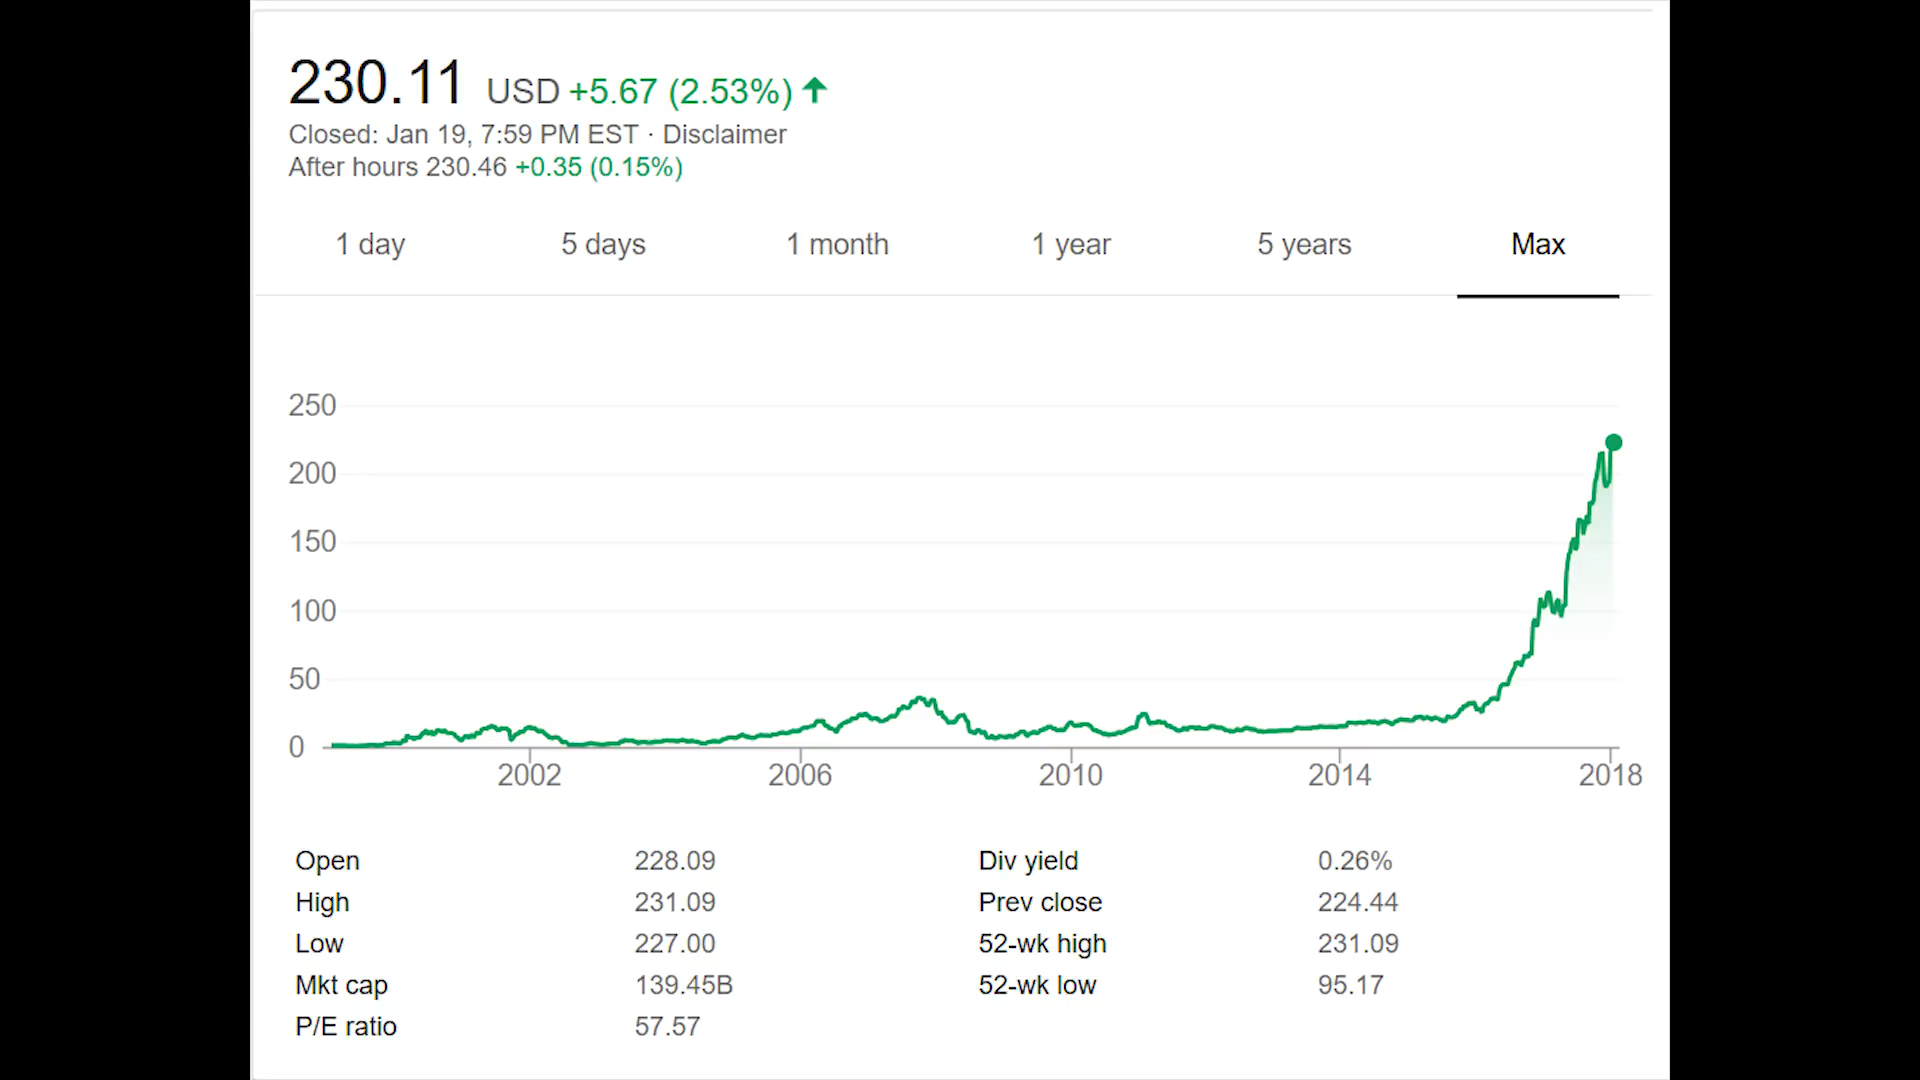 230.11 USD +5.67 (2.53%)
Closed: Jan 19, 7:59 PM EST · Disclaimer
After hours 230.46 +0.35 (0.15%)
1 day 5 days 1 month 1 year 5 years Max
250
200
150
100
50
0
2002 2006 2010 2014 2018
Open 228.09 Div yield 0.26%
High 231.09 Prev close 224.44
Low 227.00 52-wk high 231.09
Mkt cap 139.45B 52-wk low 95.17
P/E ratio 57.57